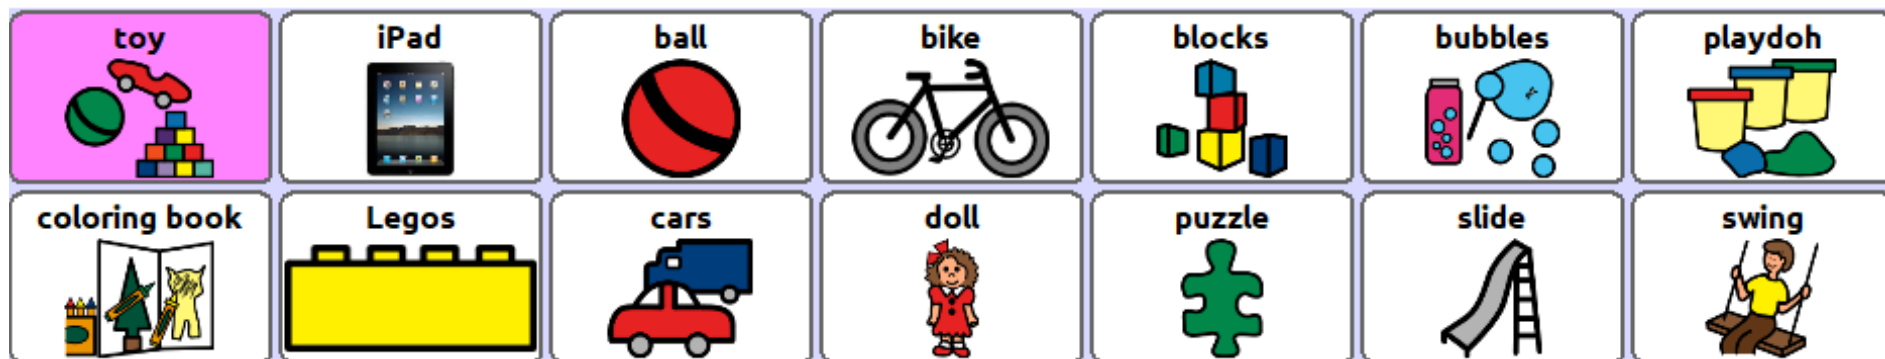 toy
iPad
ball
bike
blocks
bubbles
playdoh
coloring book
Legos
cars
doll
puzzle
slide
swing